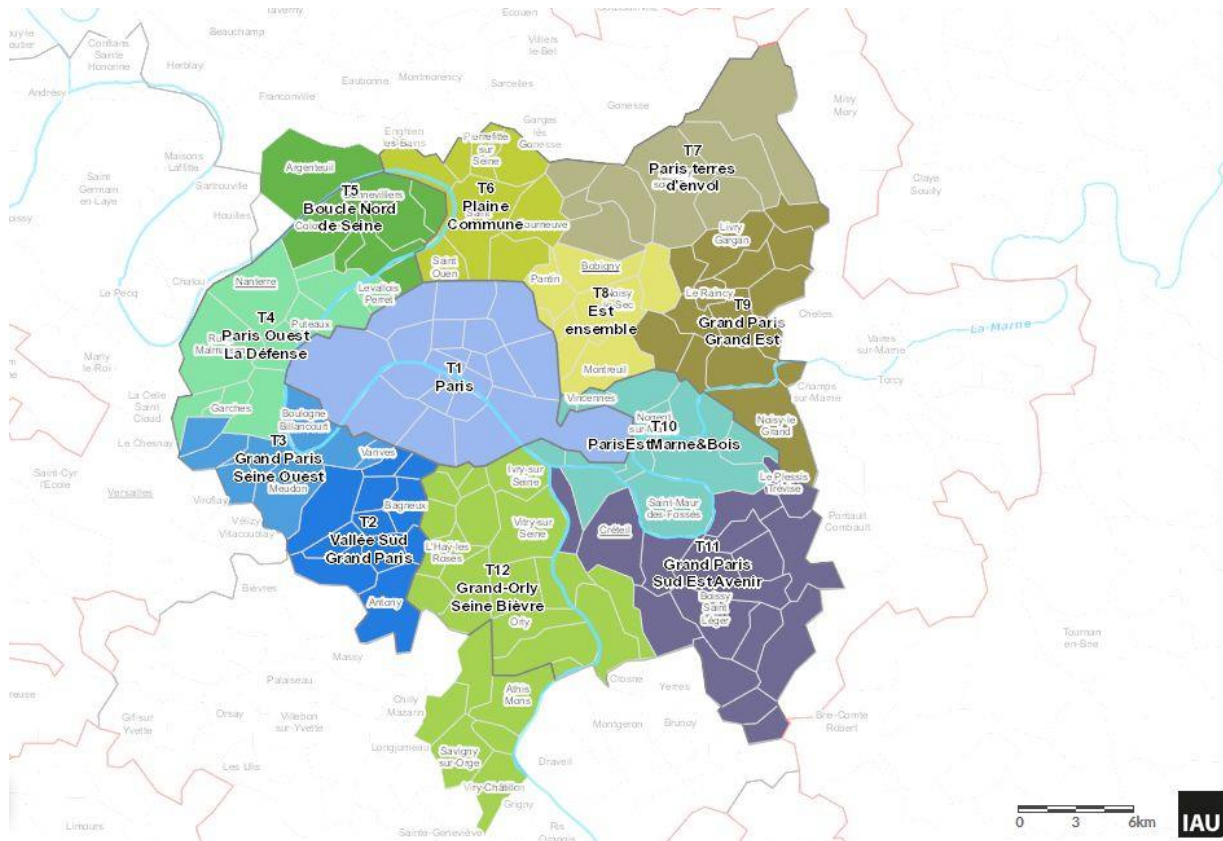 Taverny
Ecouen
Beauchamp
Villiers
le-Bel
Conflans
Sainte
Honorine
Herblay
Eaubonne
Montmorency
Sarcelles
Andrésy
Franconville
Gonesse
Mitry
Mory
Enghien
les-Bains
Pierrefitte
sur
Seine
Garges
lès
Gonesse
Maisons
Laffitte
Argenteuil
T7
Paris terres
d'envol
Saint
Germain
en-Laye
Sartrouville
Houilles
T5
Boucle Nord
de Seine
T6
Plaine
Commune
Claye
Souilly
Livry
Gargan
Saint
Ouen
Pantin
Bobigny
Nanterre
Chatou
Le Pecq
Levallois
Perret
T8
Est
ensemble
Noisy
le-Sec
Le Raincy
T9
Grand Paris
Grand Est
Chelles
La Marne
Puteaux
T4
Paris Ouest
La Défense
Marly
le-Roi
T1
Paris
Vaires
sur-Marne
Torcy
Montreuil
Champs
sur-Marne
La Celle
Saint
Cloud
Garches
Boulogne
Billancourt
Vincennes
Noisy-le
Grand
Le Chesnay
T10
ParisEstMarne&Bois
T3
Grand Paris
Seine Ouest
Vanves
Ivry-sur
Seine
Le Plessis
Trévise
Saint-Cyr
l'Ecole
Versailles
Viroflay
Meudon
Bagneux
Saint-Maur
des-Fossés
Pontault
Combault
Vélizy
Villacoublay
T2
Vallée Sud
Grand Paris
Vitry-sur
Seine
Créteil
L'Haÿ-les
Roses
T11
Grand Paris
Sud Est Avenir
Bièvres
T12
Grand-Orly
Seine Bièvre
Antony
Orly
Boissy
Saint
Léger
Tournan
en-Brie
Massy
Crosne
Yerres
Palaiseau
Athis
Mons
Chilly
Mazarin
Gif-sur
Yvette
Orsay
Villebon
sur-Yvette
Montgeron
Brunoy
Brie-Comte
Robert
Longjumeau
Savigny
sur-Orge
Draveil
Les Ulis
Viry-Châtillon
Grigny
Limours
Sainte-Geneviève
Ris
Orangis
0 3 6km
IAU